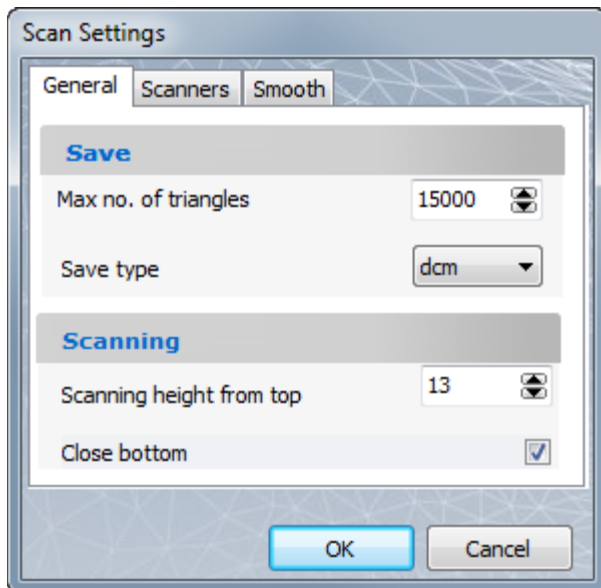 Scan Settings
General Scanners Smooth
Save
Max no. of triangles 15000
Save type dcm
Scanning
Scanning height from top 13
Close bottom
OK Cancel